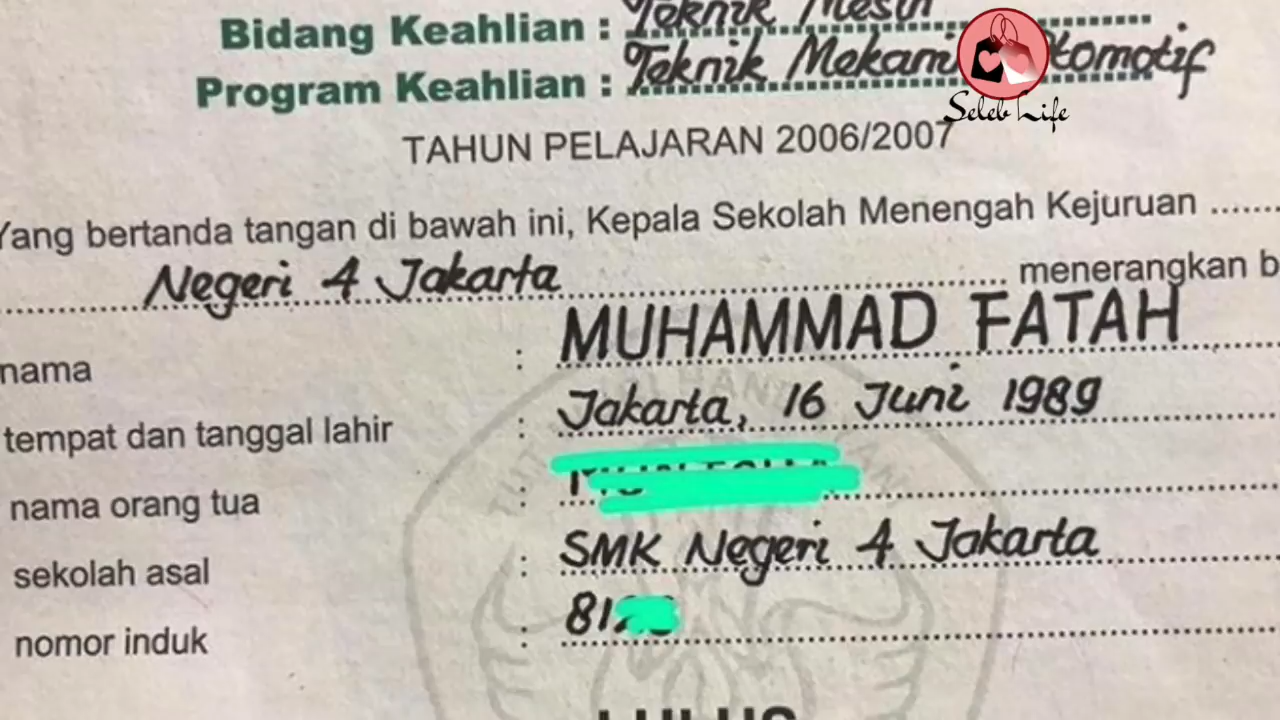 Bidang Keahlian : Teknik Mesin
Program Keahlian : Teknik Otomotif
Seleb Life
TAHUN PELAJARAN 2006/2007
Yang bertanda tangan di bawah ini, Kepala Sekolah Menengah Kejuruan
Negeri 4 Jakarta menerangkan
nama : MUHAMMAD FATAH
tempat dan tanggal lahir : Jakarta, 16 Juni 1989
nama orang tua :
sekolah asal : SMK Negeri 4 Jakarta
nomor induk : 81
LULUS